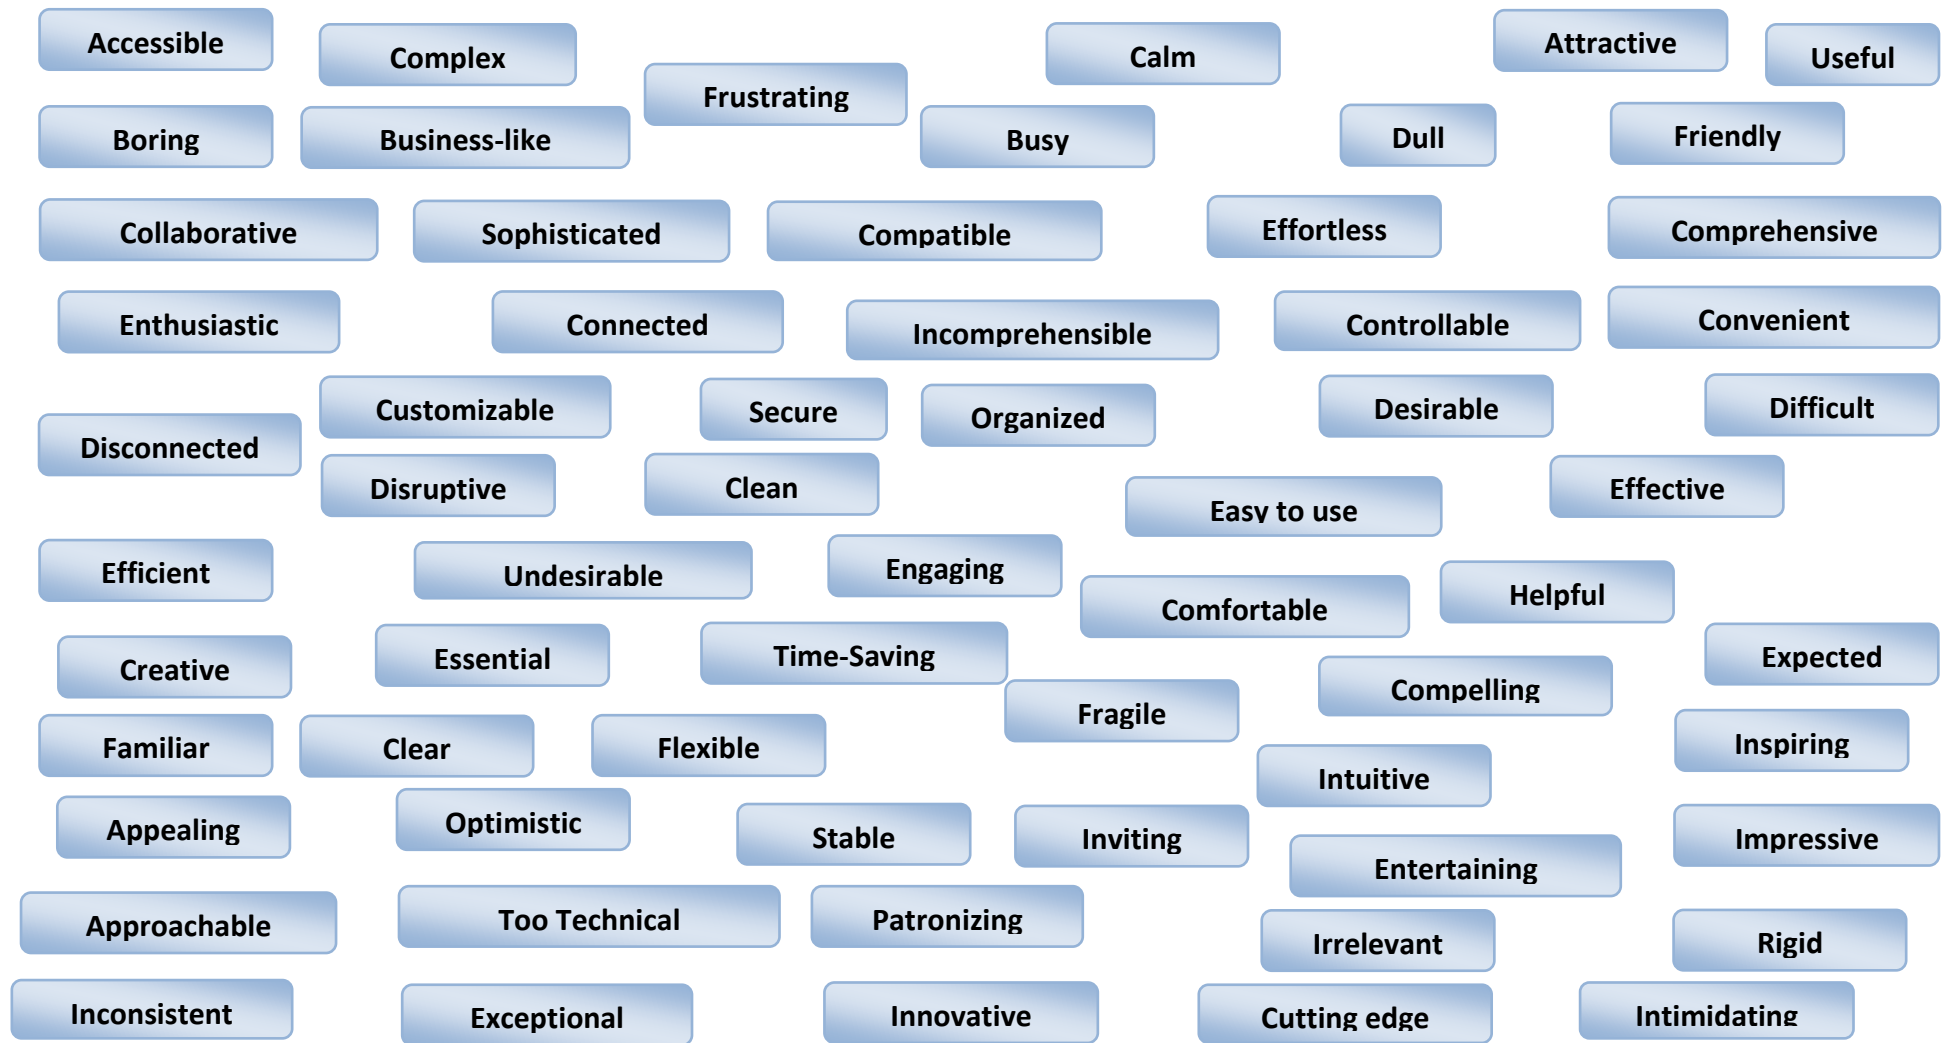 Accessible
Complex
Calm
Attractive
Useful
Frustrating
Boring
Business-like
Busy
Dull
Friendly
Collaborative
Sophisticated
Compatible
Effortless
Comprehensive
Enthusiastic
Connected
Incomprehensible
Controllable
Convenient
Customizable
Secure
Organized
Desirable
Difficult
Disconnected
Disruptive
Clean
Easy to use
Effective
Efficient
Undesirable
Engaging
Comfortable
Helpful
Creative
Essential
Time-Saving
Compelling
Expected
Fragile
Familiar
Clear
Flexible
Intuitive
Inspiring
Appealing
Optimistic
Stable
Inviting
Entertaining
Impressive
Approachable
Too Technical
Patronizing
Irrelevant
Rigid
Inconsistent
Exceptional
Innovative
Cutting edge
Intimidating